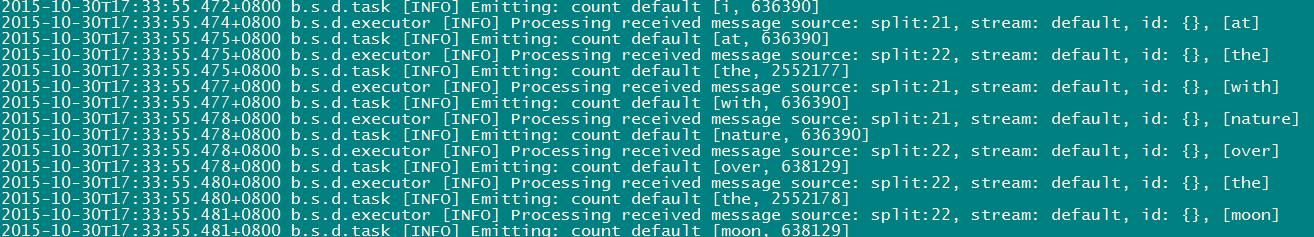 2015-10-30T17:33:55.472+0800 b.s.d.task [INFO] Emitting: count default [i, 636390]
2015-10-30T17:33:55.474+0800 b.s.d.executor [INFO] Processing received message source: split:21, stream: default, id: {}, [at]
2015-10-30T17:33:55.475+0800 b.s.d.task [INFO] Emitting: count default [at, 636390]
2015-10-30T17:33:55.475+0800 b.s.d.executor [INFO] Processing received message source: split:22, stream: default, id: {}, [the]
2015-10-30T17:33:55.475+0800 b.s.d.task [INFO] Emitting: count default [the, 2552177]
2015-10-30T17:33:55.477+0800 b.s.d.executor [INFO] Processing received message source: split:21, stream: default, id: {}, [with]
2015-10-30T17:33:55.477+0800 b.s.d.task [INFO] Emitting: count default [with, 636390]
2015-10-30T17:33:55.478+0800 b.s.d.executor [INFO] Processing received message source: split:21, stream: default, id: {}, [nature]
2015-10-30T17:33:55.478+0800 b.s.d.task [INFO] Emitting: count default [nature, 636390]
2015-10-30T17:33:55.478+0800 b.s.d.executor [INFO] Processing received message source: split:22, stream: default, id: {}, [over]
2015-10-30T17:33:55.478+0800 b.s.d.task [INFO] Emitting: count default [over, 638129]
2015-10-30T17:33:55.480+0800 b.s.d.executor [INFO] Processing received message source: split:22, stream: default, id: {}, [the]
2015-10-30T17:33:55.480+0800 b.s.d.task [INFO] Emitting: count default [the, 2552178]
2015-10-30T17:33:55.481+0800 b.s.d.executor [INFO] Processing received message source: split:22, stream: default, id: {}, [moon]
2015-10-30T17:33:55.481+0800 b.s.d.task [INFO] Emitting: count default [moon, 638129]